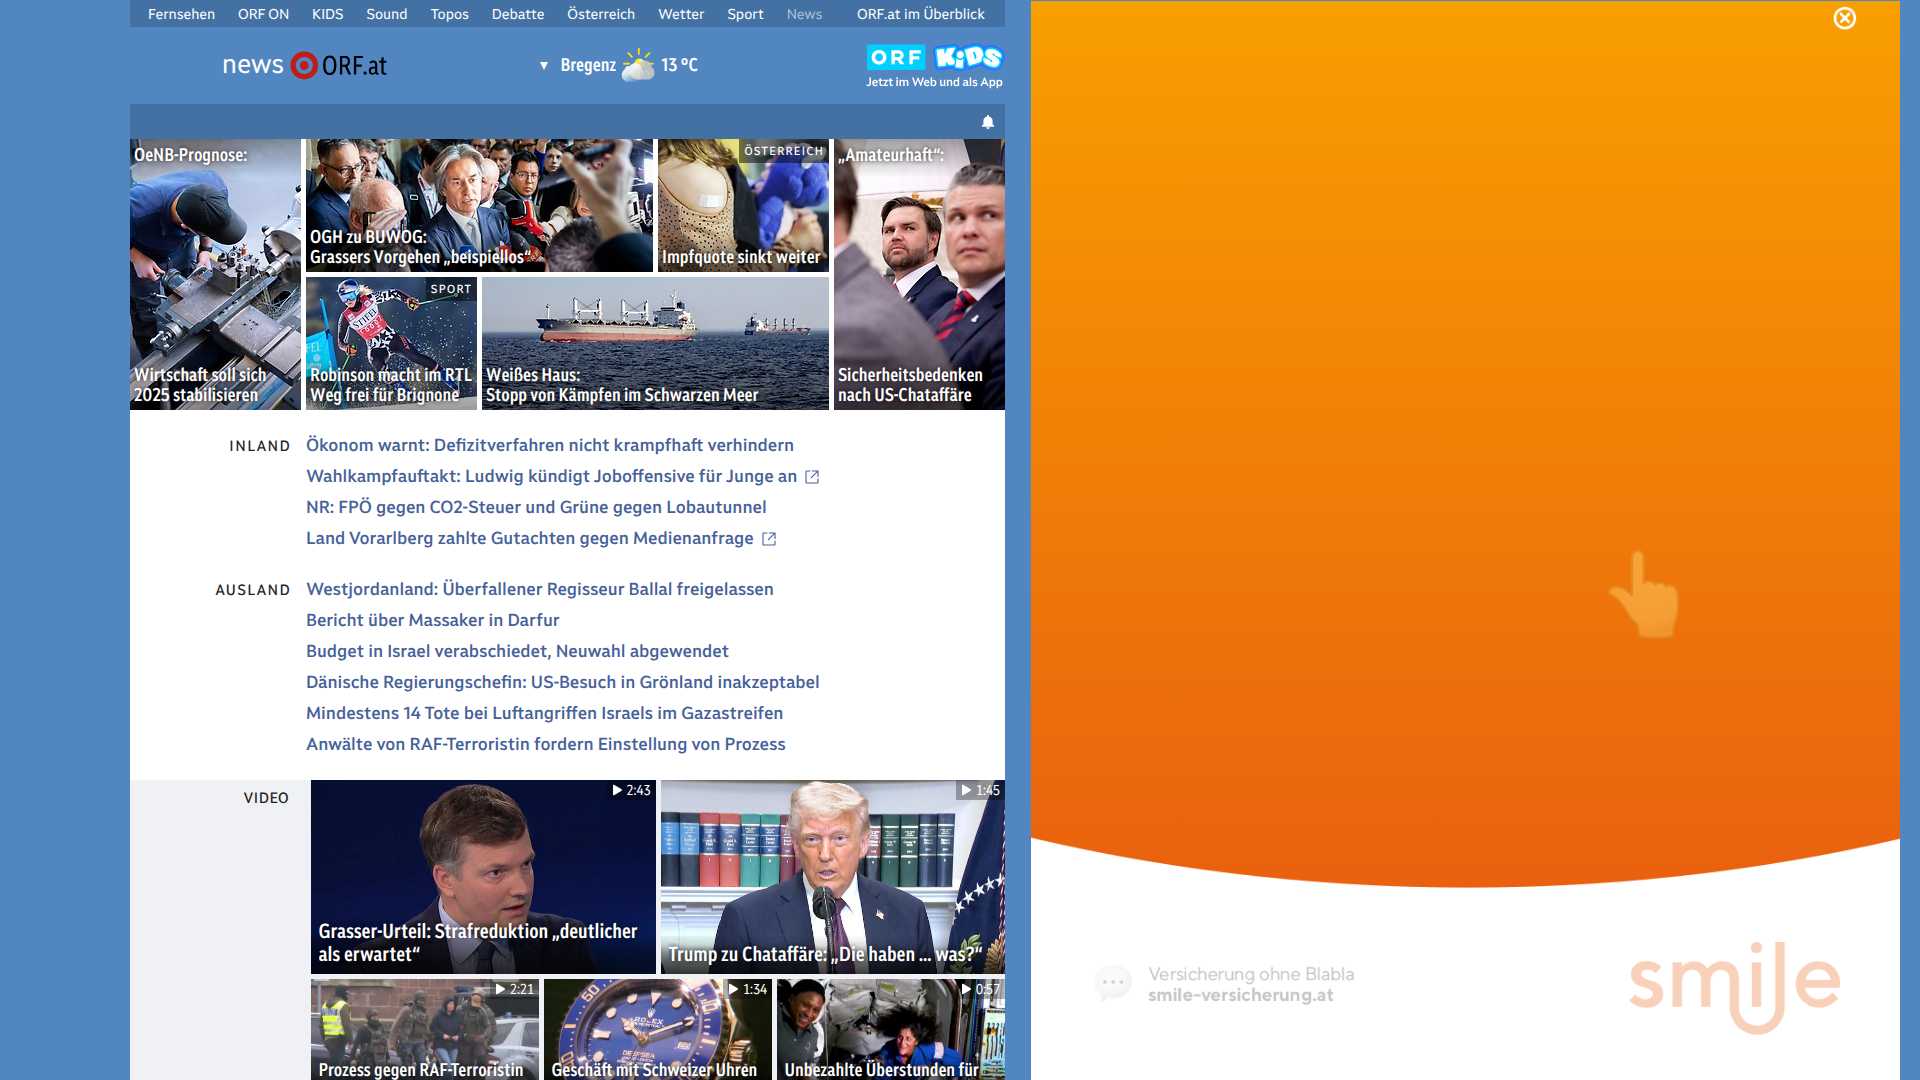 Fernsehen ORF ON KIDS Sound Topos Debatte Österreich Wetter Sport News ORF.at im Überblick
news ORF.at
Bregenz 13 °C
ORF KiDS
Jetzt im Web und als App
OeNB-Prognose:
Wirtschaft soll sich
2025 stabilisieren
OGH zu BUWOG:
Grassers Vorgehen „beispiellos“
ÖSTERREICH
Impfquote sinkt weiter
„Amateurhaft“:
Sicherheitsbedenken
nach US-Chataffäre
SPORT
STIFEL
Robinson macht im RTL
Weg frei für Brignone
Weißes Haus:
Stopp von Kämpfen im Schwarzen Meer
INLAND
Ökonom warnt: Defizitverfahren nicht krampfhaft verhindern
Wahlkampfauftakt: Ludwig kündigt Joboffensive für Junge an
NR: FPÖ gegen CO2-Steuer und Grüne gegen Lobautunnel
Land Vorarlberg zahlte Gutachten gegen Medienanfrage
AUSLAND
Westjordanland: Überfallener Regisseur Ballal freigelassen
Bericht über Massaker in Darfur
Budget in Israel verabschiedet, Neuwahl abgewendet
Dänische Regierungschefin: US-Besuch in Grönland inakzeptabel
Mindestens 14 Tote bei Luftangriffen Israels im Gazastreifen
Anwälte von RAF-Terroristin fordern Einstellung von Prozess
VIDEO
2:43
Grasser-Urteil: Strafreduktion „deutlicher
als erwartet“
1:45
Trump zu Chataffäre: „Die haben ... was?“
2:21
Prozess gegen RAF-Terroristin
1:34
60
50
ROLEX
DEEPSEA
Geschäft mit Schweizer Uhren
0:57
Unbezahlte Überstunden für
Versicherung ohne Blabla
smile-versicherung.at
smile